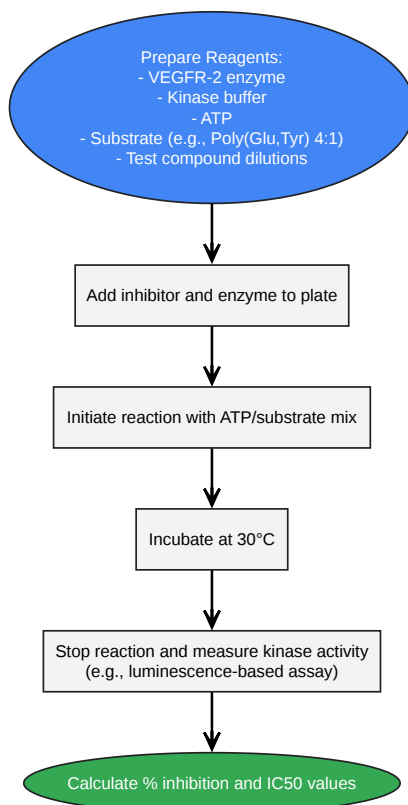 Prepare Reagents:
- VEGFR-2 enzyme
- Kinase buffer
- ATP
- Substrate (e.g., Poly(Glu,Tyr) 4:1)
- Test compound dilutions
Add inhibitor and enzyme to plate
Initiate reaction with ATP/substrate mix
Incubate at 30°C
Stop reaction and measure kinase activity
(e.g., luminescence-based assay)
Calculate % inhibition and IC50 values